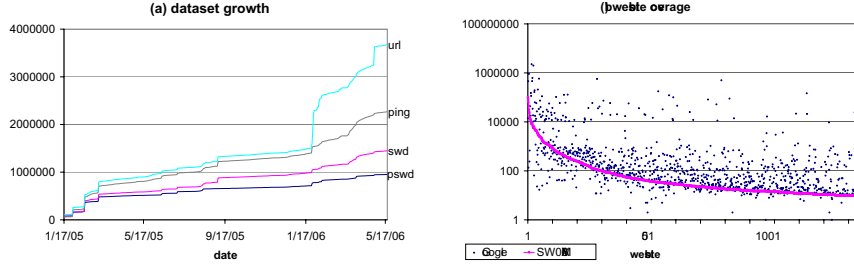 (a) dataset growth
4000000
3000000
2000000
1000000
0
url
ping
swd
pswd
1/17/05 5/17/05 9/17/05 1/17/06 5/17/06
date
100000000
1000000
10000
100
1
1 1001